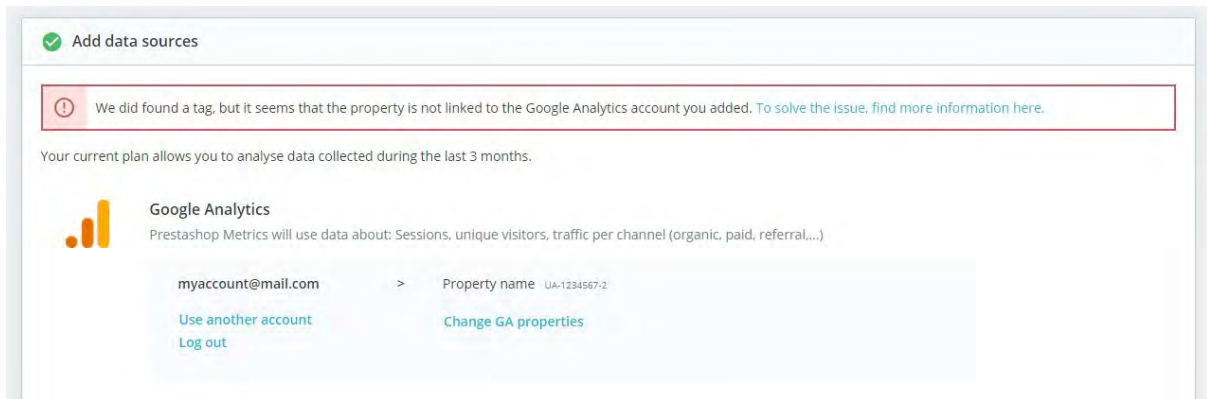 Add data sources
We did found a tag, but it seems that the property is not linked to the Google Analytics account you added. To solve the issue, find more information here.
Your current plan allows you to analyse data collected during the last 3 months.
Google Analytics
Prestashop Metrics will use data about: Sessions, unique visitors, traffic per channel (organic, paid, referral,...)
myaccount@mail.com > Property name UA-1234567-2
Use another account Change GA properties
Log out